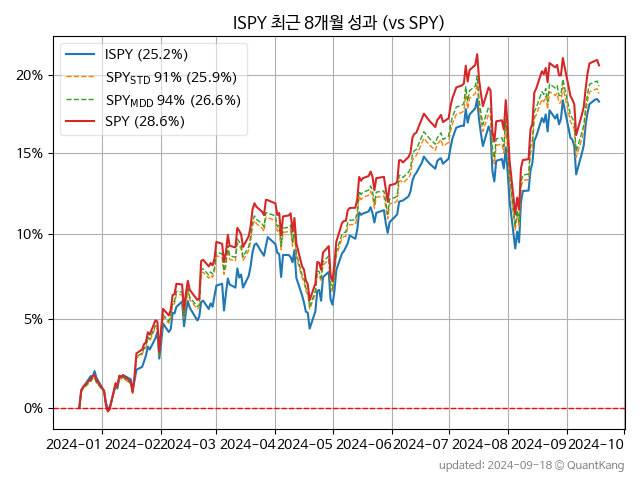 ISPY 최근 8개월 성과 (vs SPY)
ISPY (25.2%)
SPY_STD 91% (25.9%)
SPY_MDD 94% (26.6%)
SPY (28.6%)
20%
15%
10%
5%
0%
2024-01 2024-02 2024-03 2024-04 2024-05 2024-06 2024-07 2024-08 2024-09 2024-10
updated: 2024-09-18 © QuantKang